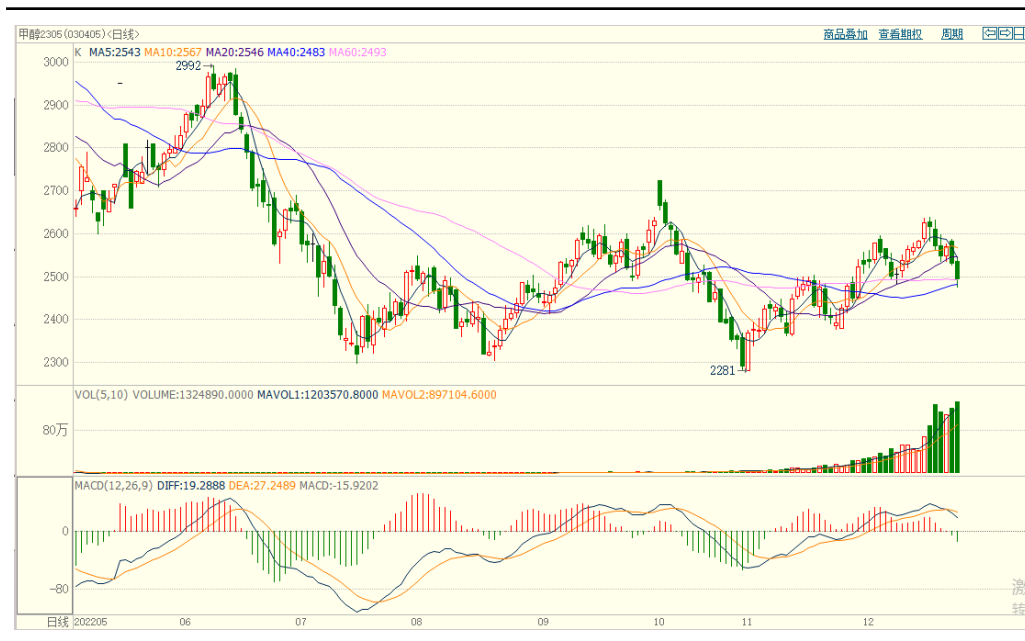 甲醇2305(030405)<日线>
商品叠加 查看期权 周期
K MA5:2543 MA10:2567 MA20:2546 MA40:2483 MA60:2493
3000
2992
2900
2800
2700
2600
2500
2400
2300
2281
VOL(5,10) VOLUME:1324890.0000 MAVOL1:1203570.8000 MAVOL2:897104.6000
80万
MACD(12,26,9) DIFF:19.2888 DEA:27.2489 MACD:-15.9202
0
-80
激
转
日线 202205 06 07 08 09 10 11 12